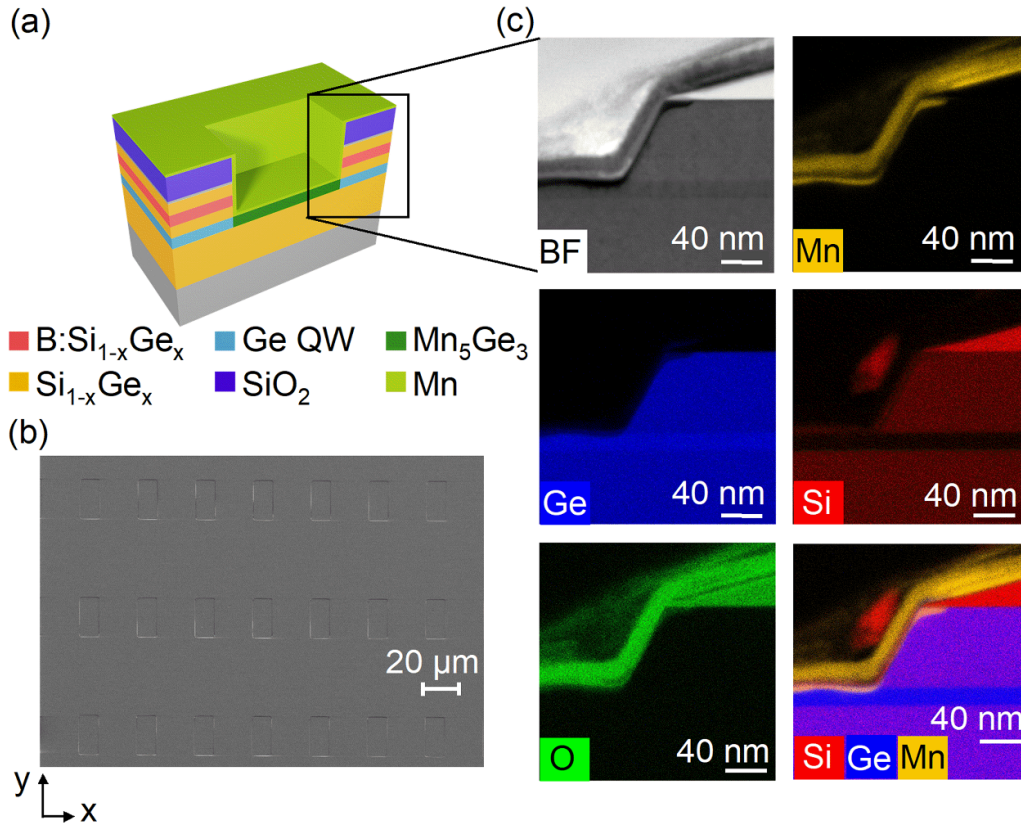 (a)
B:Si₁₋ₓGeₓ
Ge QW
Mn₅Ge₃
Si₁₋ₓGeₓ
SiO₂
Mn
(b)
20 µm
y
x
(c)
BF
40 nm
Mn
40 nm
Ge
40 nm
Si
40 nm
O
40 nm
Si Ge Mn
40 nm